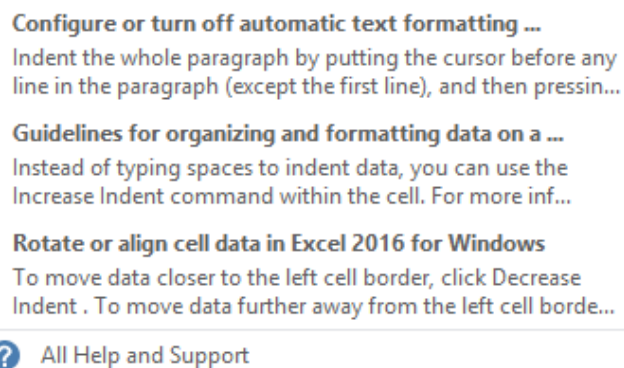 Configure or turn off automatic text formatting ...
Indent the whole paragraph by putting the cursor before any
line in the paragraph (except the first line), and then pressin...
Guidelines for organizing and formatting data on a ...
Instead of typing spaces to indent data, you can use the
Increase Indent command within the cell. For more inf...
Rotate or align cell data in Excel 2016 for Windows
To move data closer to the left cell border, click Decrease
Indent . To move data further away from the left cell borde...
? All Help and Support